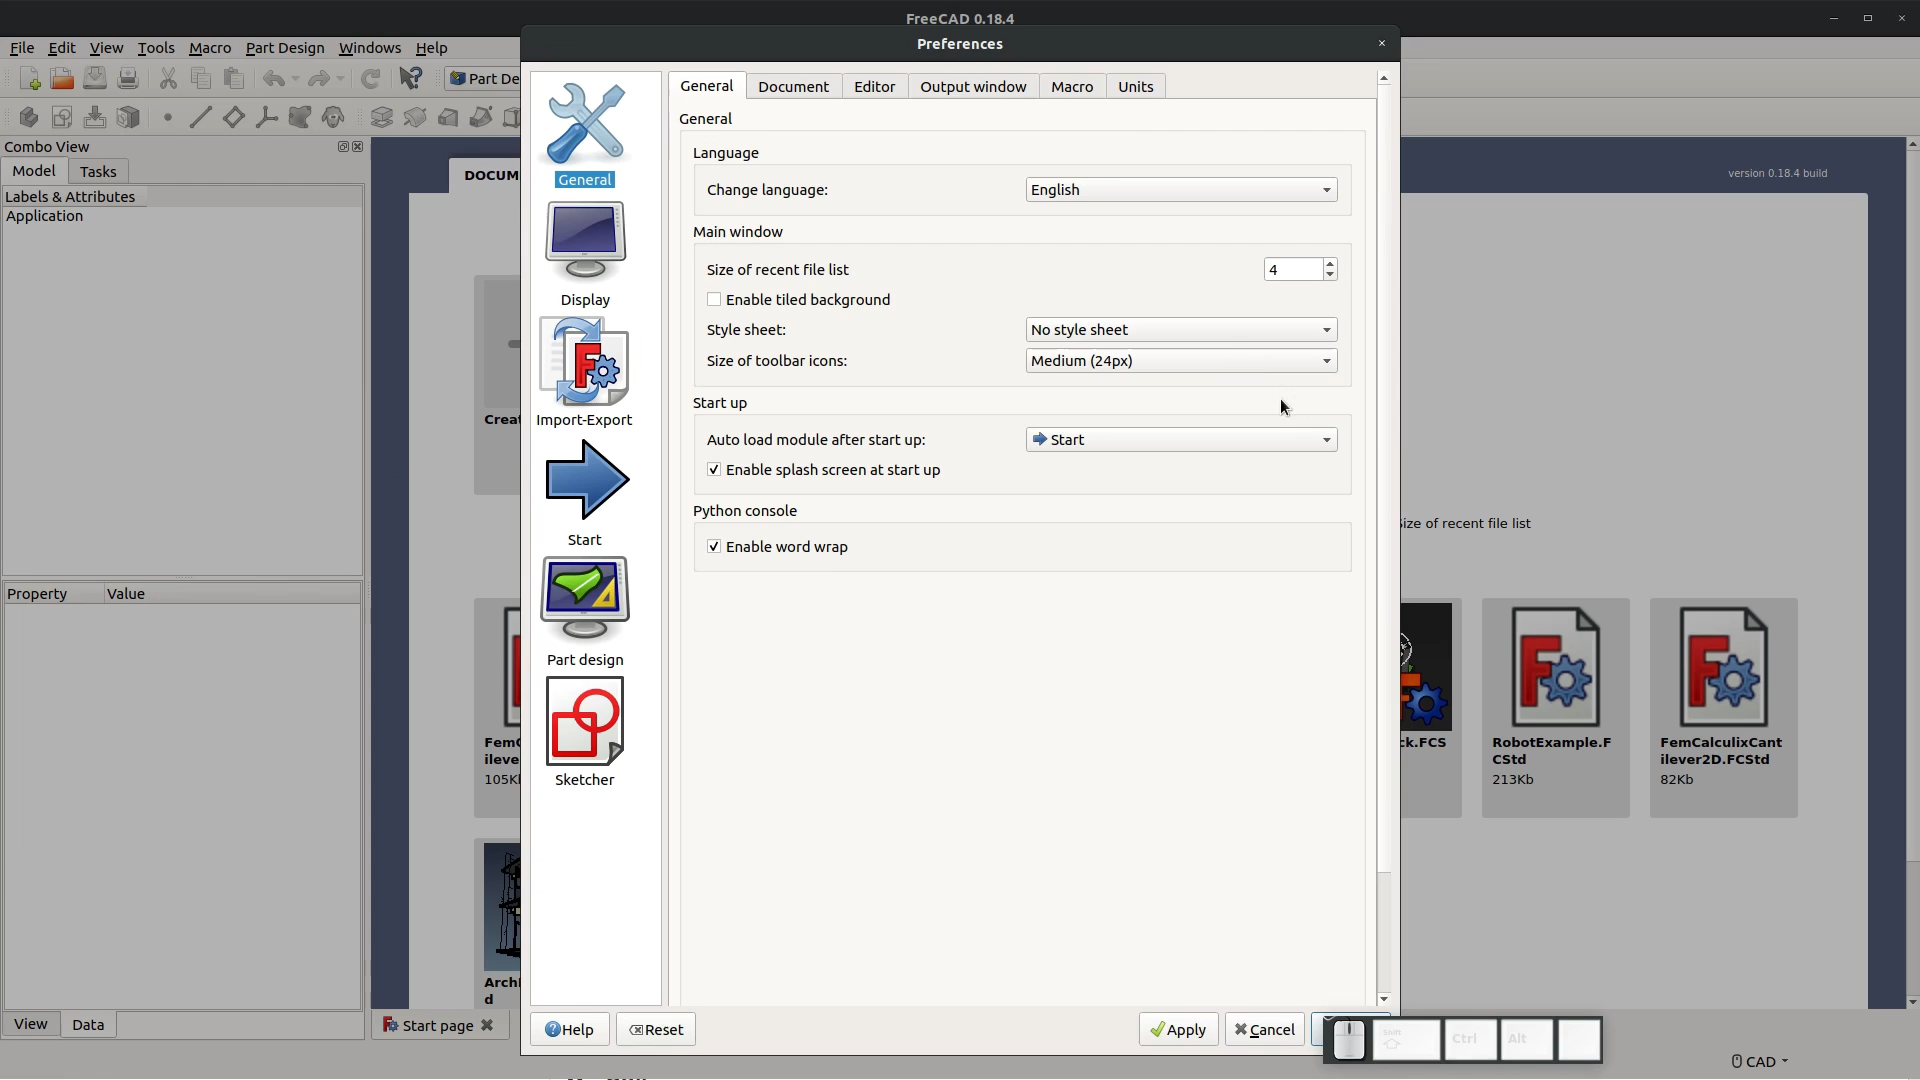 FreeCAD 0.18.4
Preferences
File Edit View Tools Macro Part Design Windows Help
Part De
Combo View
Model Tasks
Labels & Attributes
Application
Property Value
View Data
Start page
DOCUM
version 0.18.4 build
Creat
Size of recent file list
FemC
ileve
105K
ck.FCS
RobotExample.F
CStd
213Kb
FemCalculixCant
ilever2D.FCStd
82Kb
Arch
d
General
Display
Import-Export
Start
Part design
Sketcher
General Document Editor Output window Macro Units
General
Language
Change language: English
Main window
Size of recent file list 4
Enable tiled background
Style sheet: No style sheet
Size of toolbar icons: Medium (24px)
Start up
Auto load module after start up: Start
Enable splash screen at start up
Python console
Enable word wrap
Help Reset Apply Cancel
Shift Ctrl Alt
CAD